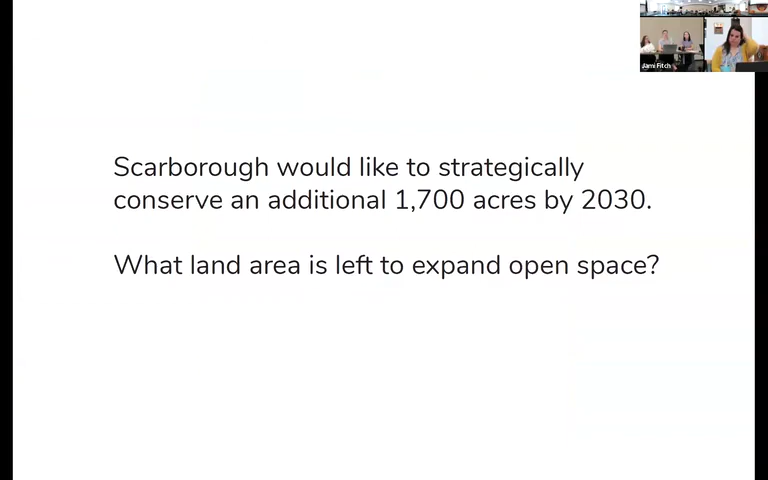 Jami Fitch
Scarborough would like to strategically
conserve an additional 1,700 acres by 2030.
What land area is left to expand open space?